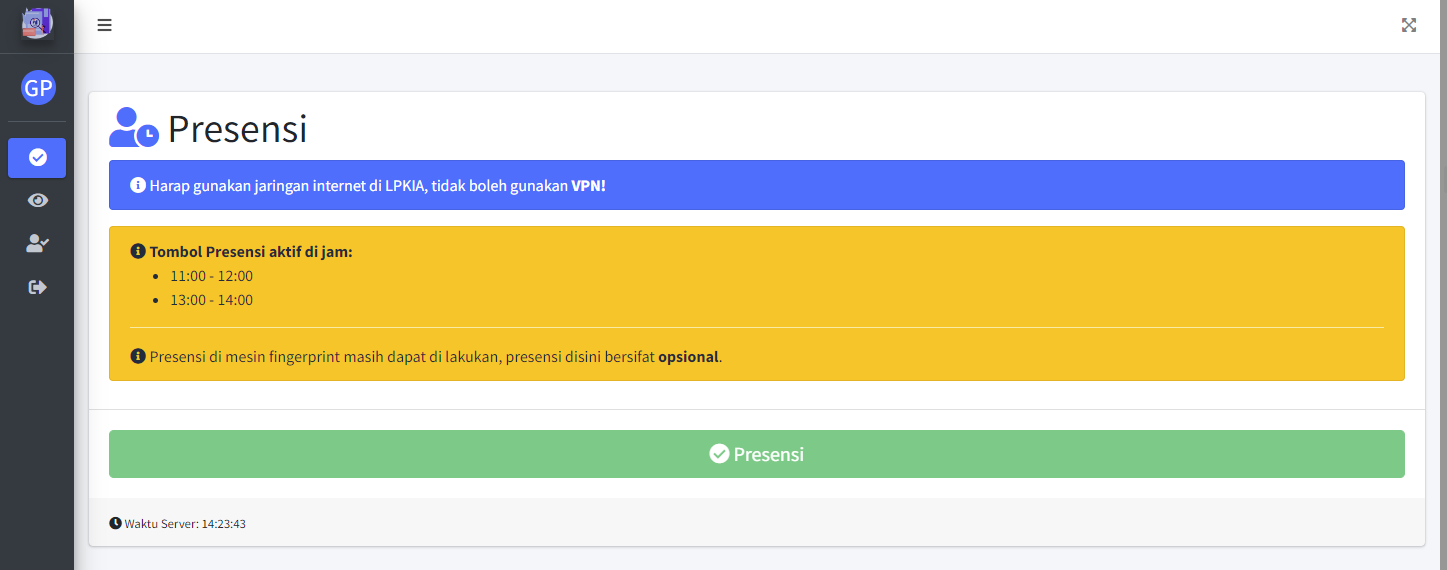 GP
Presensi
Harap gunakan jaringan internet di LPKIA, tidak boleh gunakan VPN!
Tombol Presensi aktif di jam:
11:00 - 12:00
13:00 - 14:00
Presensi di mesin fingerprint masih dapat di lakukan, presensi disini bersifat opsional.
Presensi
Waktu Server: 14:23:43